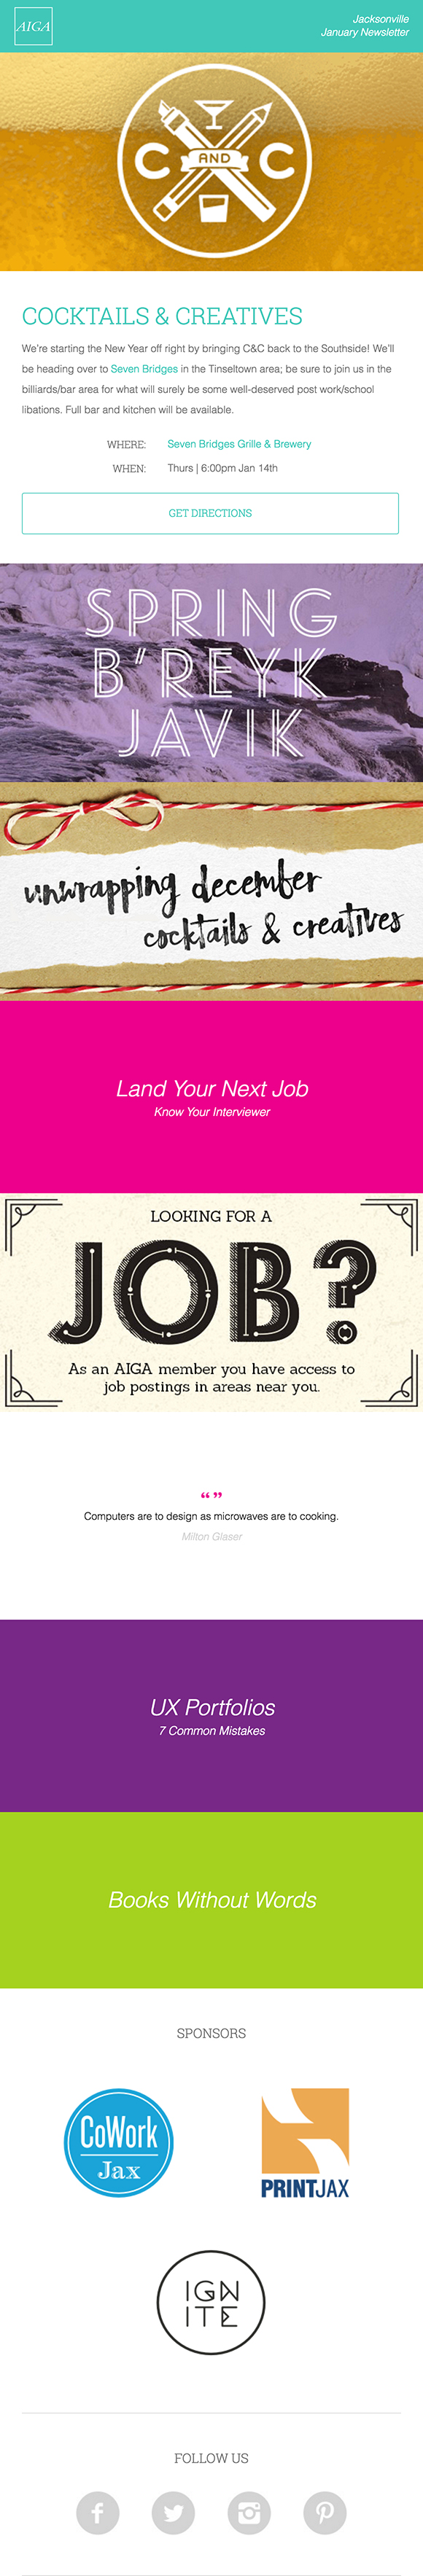 AIGA
Jacksonville
January Newsletter
C AND C
COCKTAILS & CREATIVES
We're starting the New Year off right by bringing C&C back to the Southside! We'll
be heading over to Seven Bridges in the Tinseltown area; be sure to join us in the
billiards/bar area for what will surely be some well-deserved post work/school
libations. Full bar and kitchen will be available.
WHERE: Seven Bridges Grille & Brewery
WHEN: Thurs | 6:00pm Jan 14th
GET DIRECTIONS
SPRING
B'REYK
JAVIK
unwrapping december
cocktails & creatives
Land Your Next Job
Know Your Interviewer
LOOKING FOR A
JOB?
As an AIGA member you have access to
job postings in areas near you.
“ ”
Computers are to design as microwaves are to cooking.
Milton Glaser
UX Portfolios
7 Common Mistakes
Books Without Words
SPONSORS
CoWork
Jax
PRINTJAX
IGN
ITE
FOLLOW US